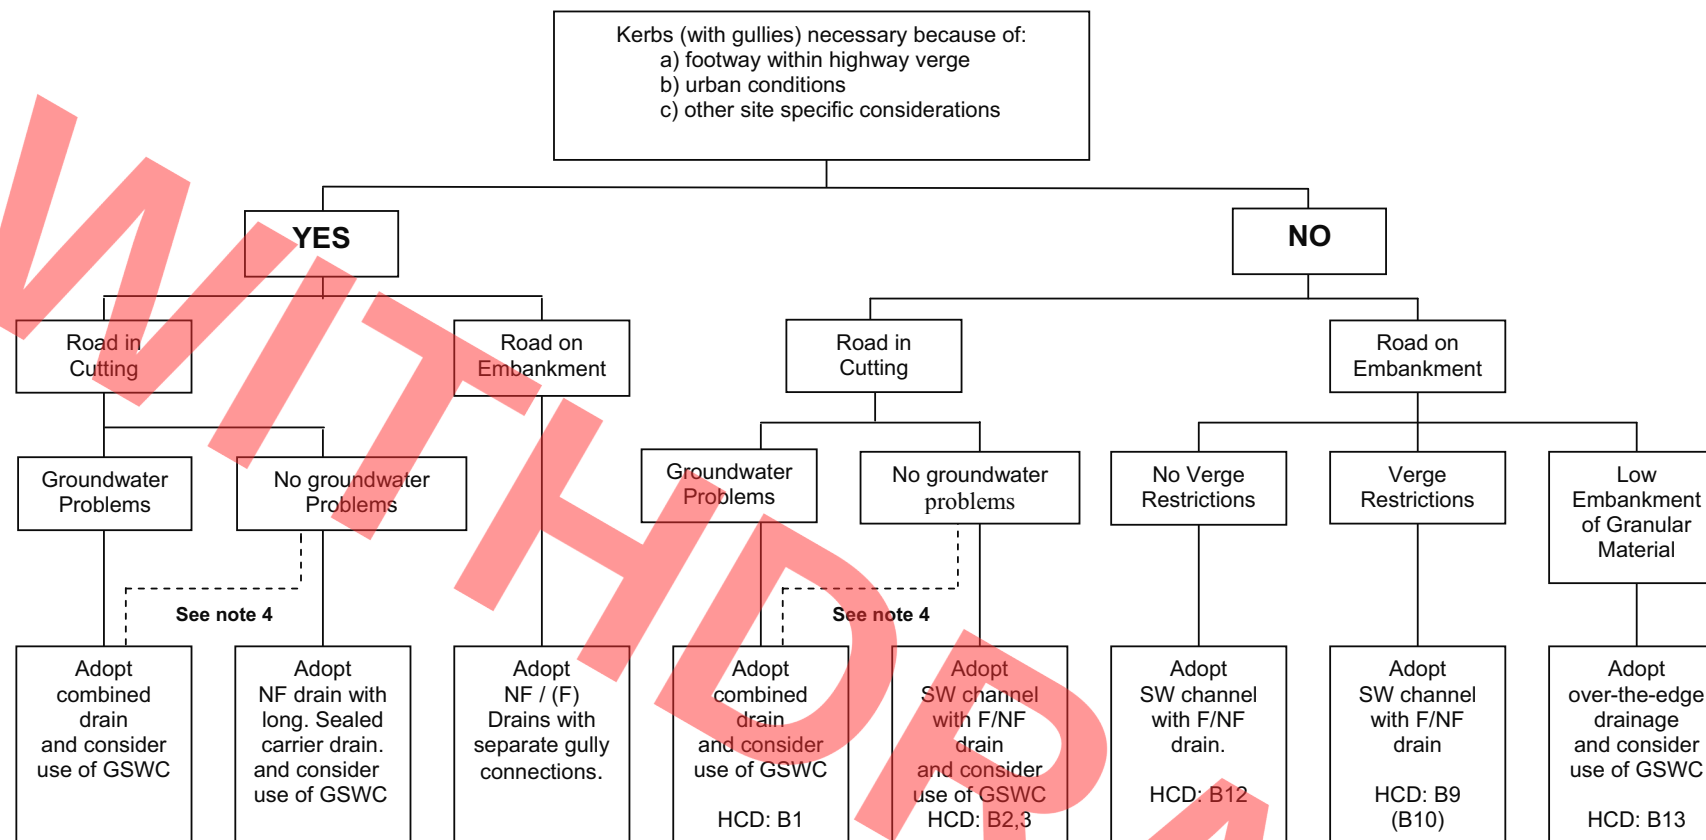 Kerbs (with gullies) necessary because of:
a) footway within highway verge
b) urban conditions
c) other site specific considerations
YES
NO
Road in
Cutting
Road on
Embankment
Road in
Cutting
Road on
Embankment
Groundwater
Problems
No groundwater
Problems
Groundwater
Problems
No groundwater
problems
No Verge
Restrictions
Verge
Restrictions
Low
Embankment
of Granular
Material
See note 4
See note 4
Adopt
combined
drain
and consider
use of GSWC
Adopt
NF drain with
long. Sealed
carrier drain.
and consider
use of GSWC
Adopt
NF / (F)
Drains with
separate gully
connections.
Adopt
combined
drain
and consider
use of GSWC
HCD: B1
Adopt
SW channel
with F/NF
drain
and consider
use of GSWC
HCD: B2,3
Adopt
SW channel
with F/NF
drain.
HCD: B12
Adopt
SW channel
with F/NF
drain
HCD: B9
(B10)
Adopt
over-the-edge
drainage
and consider
use of GSWC
HCD: B13
WITHDRA